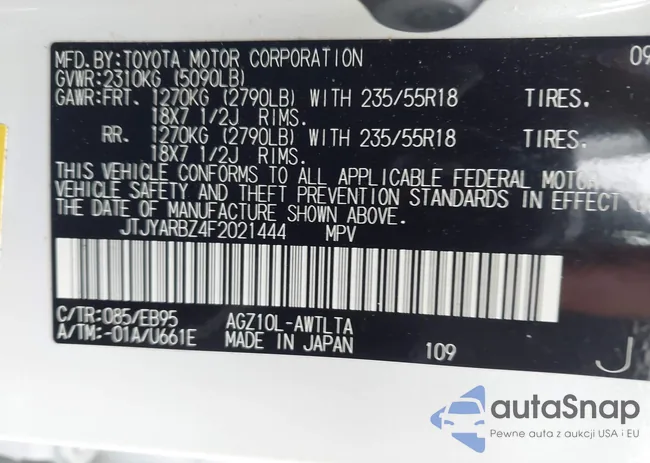 MFD.BY:TOYOTA MOTOR CORPORATION 09
GVWR:2310KG (5090LB)
GAWR:FRT. 1270KG (2790LB) WITH 235/55R18 TIRES.
18X7 1/2J RIMS.
RR. 1270KG (2790LB) WITH 235/55R18 TIRES.
18X7 1/2J RIMS.
THIS VEHICLE CONFORMS TO ALL APPLICABLE FEDERAL MOTOR
VEHICLE SAFETY AND THEFT PREVENTION STANDARDS IN EFFECT
THE DATE OF MANUFACTURE SHOWN ABOVE.
JTJYARBZ4F2021444 MPV
C/TR:085/EB95 AGZ10L-AWTLTA
A/TM:-01A/U661E MADE IN JAPAN 109 J
autaSnap
Pewne auta z aukcji USA i EU